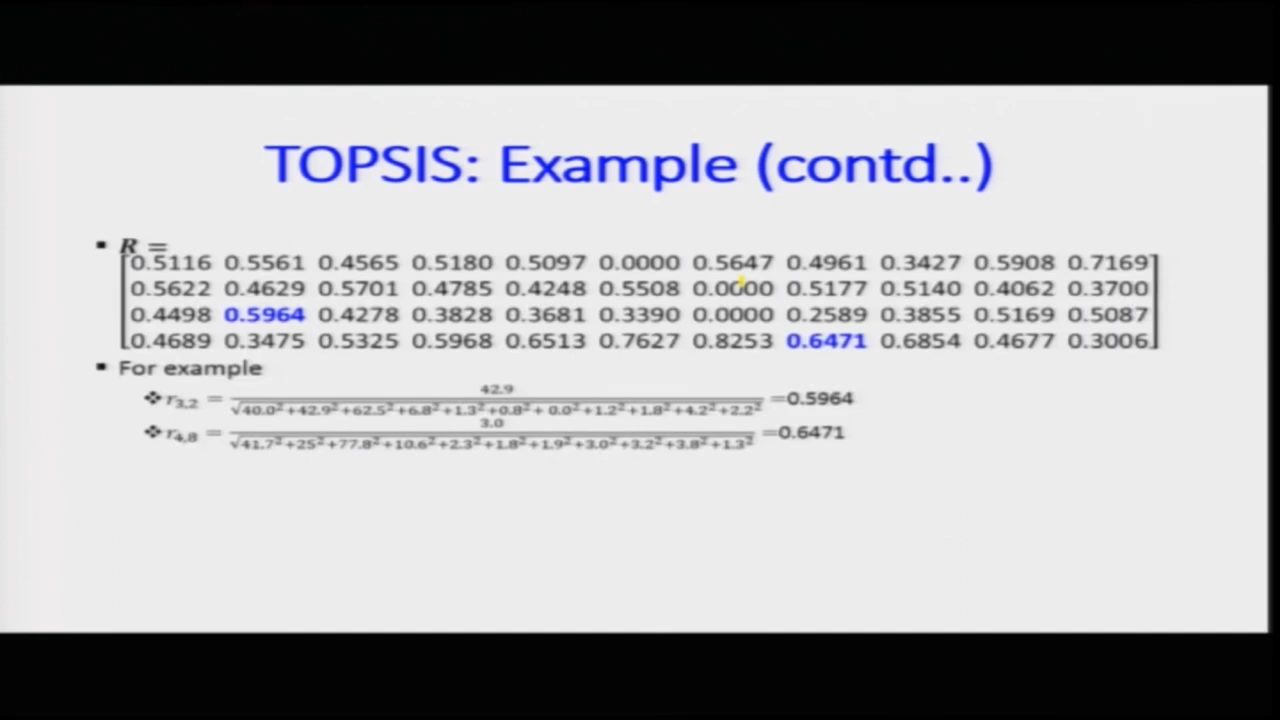 TOPSIS: Example (contd..)
▪ R =
[0.5116 0.5561 0.4565 0.5180 0.5097 0.0000 0.5647 0.4961 0.3427 0.5908 0.7169]
0.5622 0.4629 0.5701 0.4785 0.4248 0.5508 0.0000 0.5177 0.5140 0.4062 0.3700
0.4498 0.5964 0.4278 0.3828 0.3681 0.3390 0.0000 0.2589 0.3855 0.5169 0.5087
[0.4689 0.3475 0.5325 0.5968 0.6513 0.7627 0.8253 0.6471 0.6854 0.4677 0.3006]
▪ For example
❖ r3,2 = 42.9 / √40.0²+42.9²+62.5²+6.8²+1.3²+0.8²+ 0.0²+1.2²+1.8²+4.2²+2.2² =0.5964
❖ r4,8 = 3.0 / √41.7²+25²+77.8²+10.6²+2.3²+1.8²+1.9²+3.0²+3.2²+3.8²+1.3² =0.6471